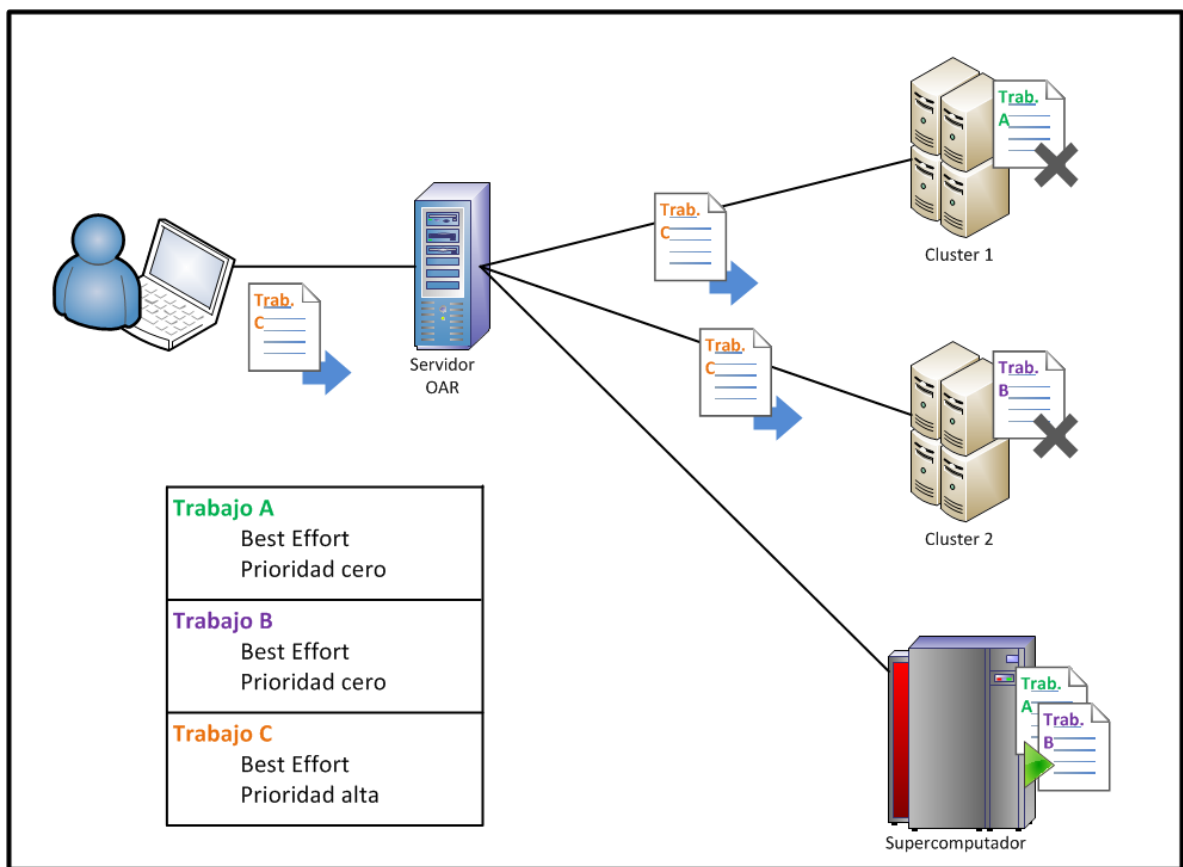 Trab.
A
Cluster 1
Trab.
C
Trab.
C
Servidor
OAR
Trab.
C
Trab.
B
Cluster 2
Trabajo A
Best Effort
Prioridad cero
Trabajo B
Best Effort
Prioridad cero
Trabajo C
Best Effort
Prioridad alta
Trab.
A
Trab.
B
Supercomputador